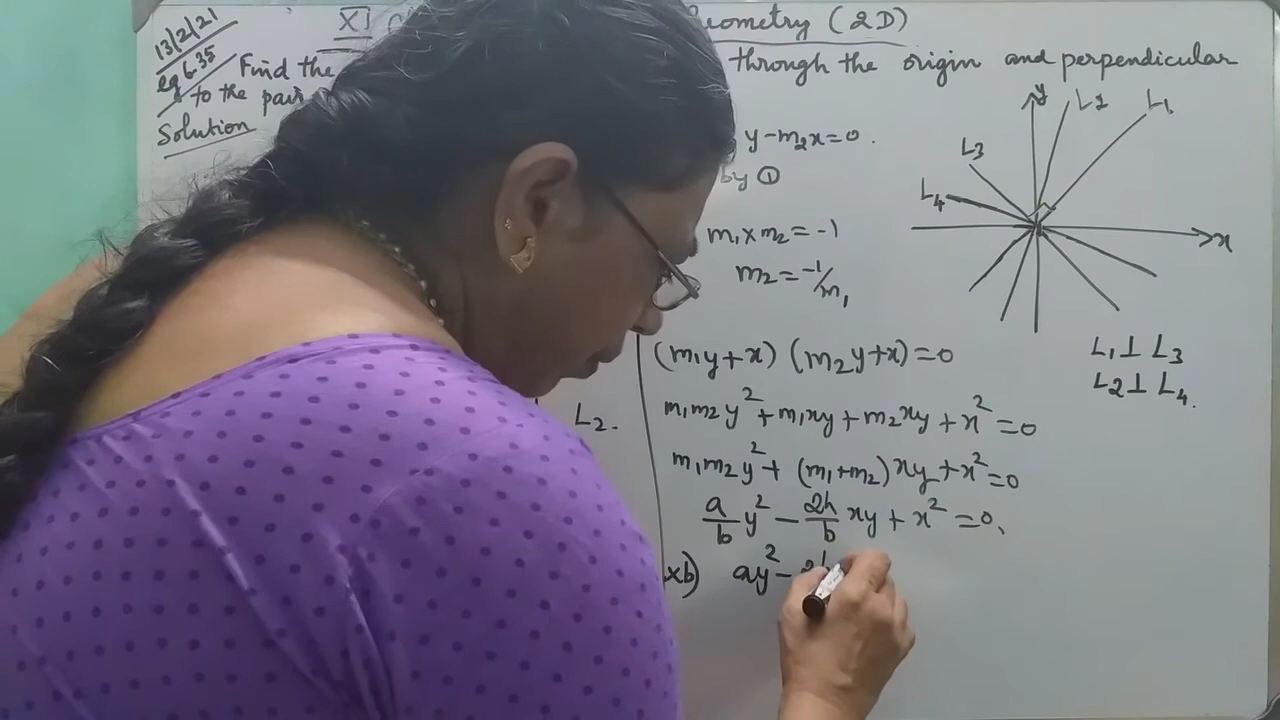 13/2/21
XI
eometry (2D)
eg 6.35
Find the through the origin and perpendicular
to the pair
Solution
y-m₂x=0.
by ①
m₁×m₂=-1
m₂=-1/m₁
(m₁y+x) (m₂y+x)=0
L₂.
m₁m₂y²+m₁xy+m₂xy+x²=0
m₁m₂y²+(m₁+m₂)xy+x²=0
a/b y²-2h/b xy+x²=0.
xb) ay²-2h
y
L₂
L₁
L₃
L₄
x
L₁⊥L₃
L₂⊥L₄.